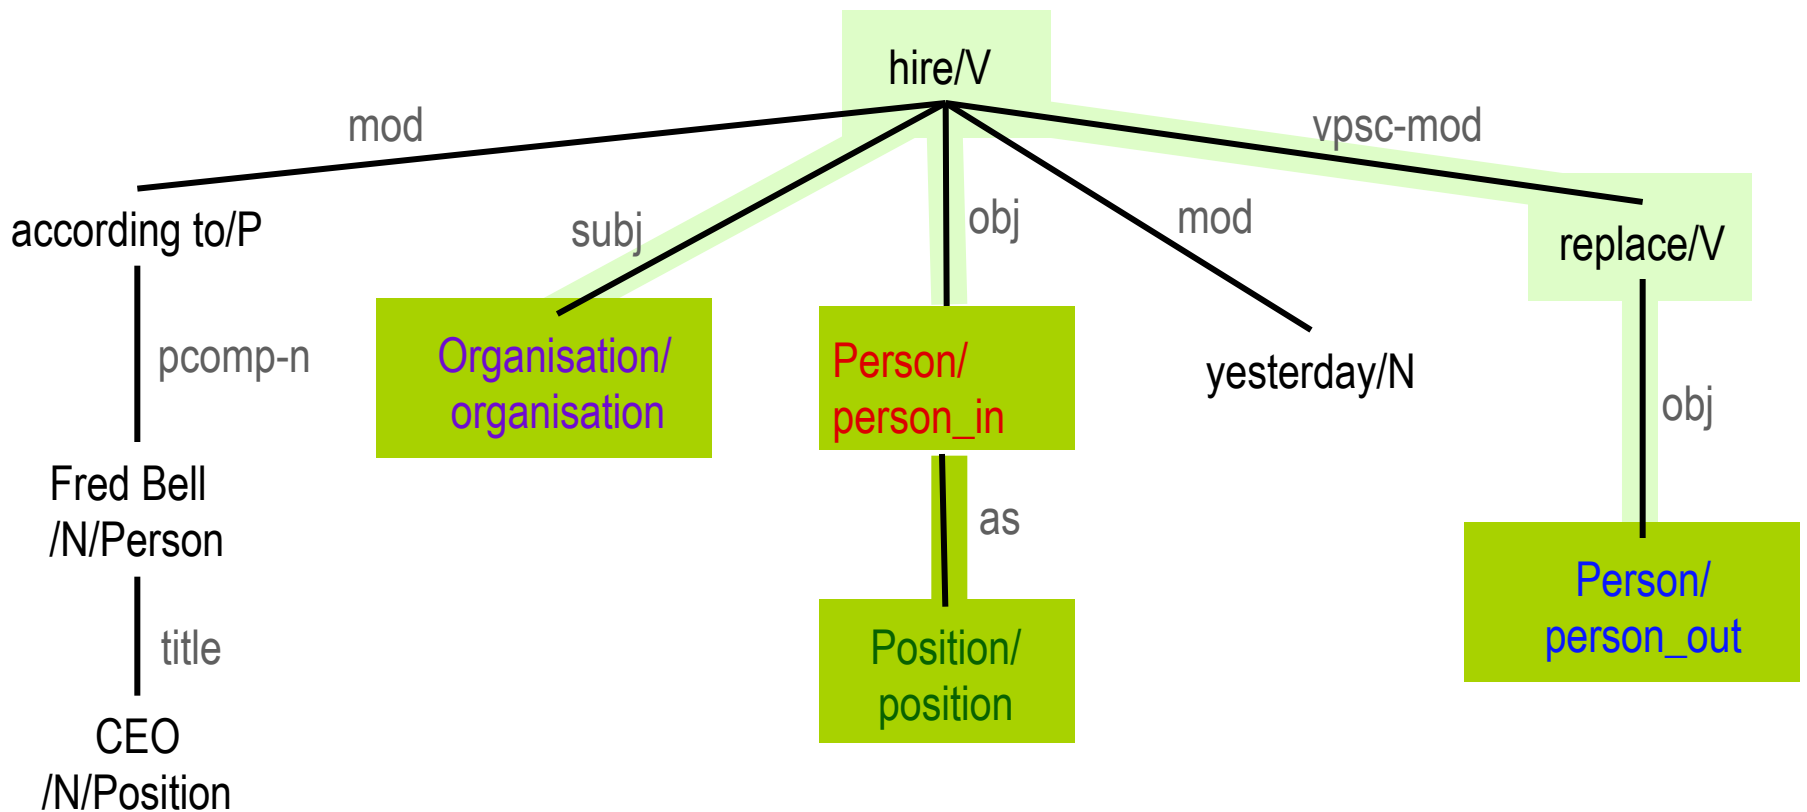 hire/V
mod
vpsc-mod
according to/P
subj
obj
mod
replace/V
pcomp-n
Organisation/
organisation
Person/
person_in
yesterday/N
obj
Fred Bell
/N/Person
as
Person/
person_out
title
Position/
position
CEO
/N/Position